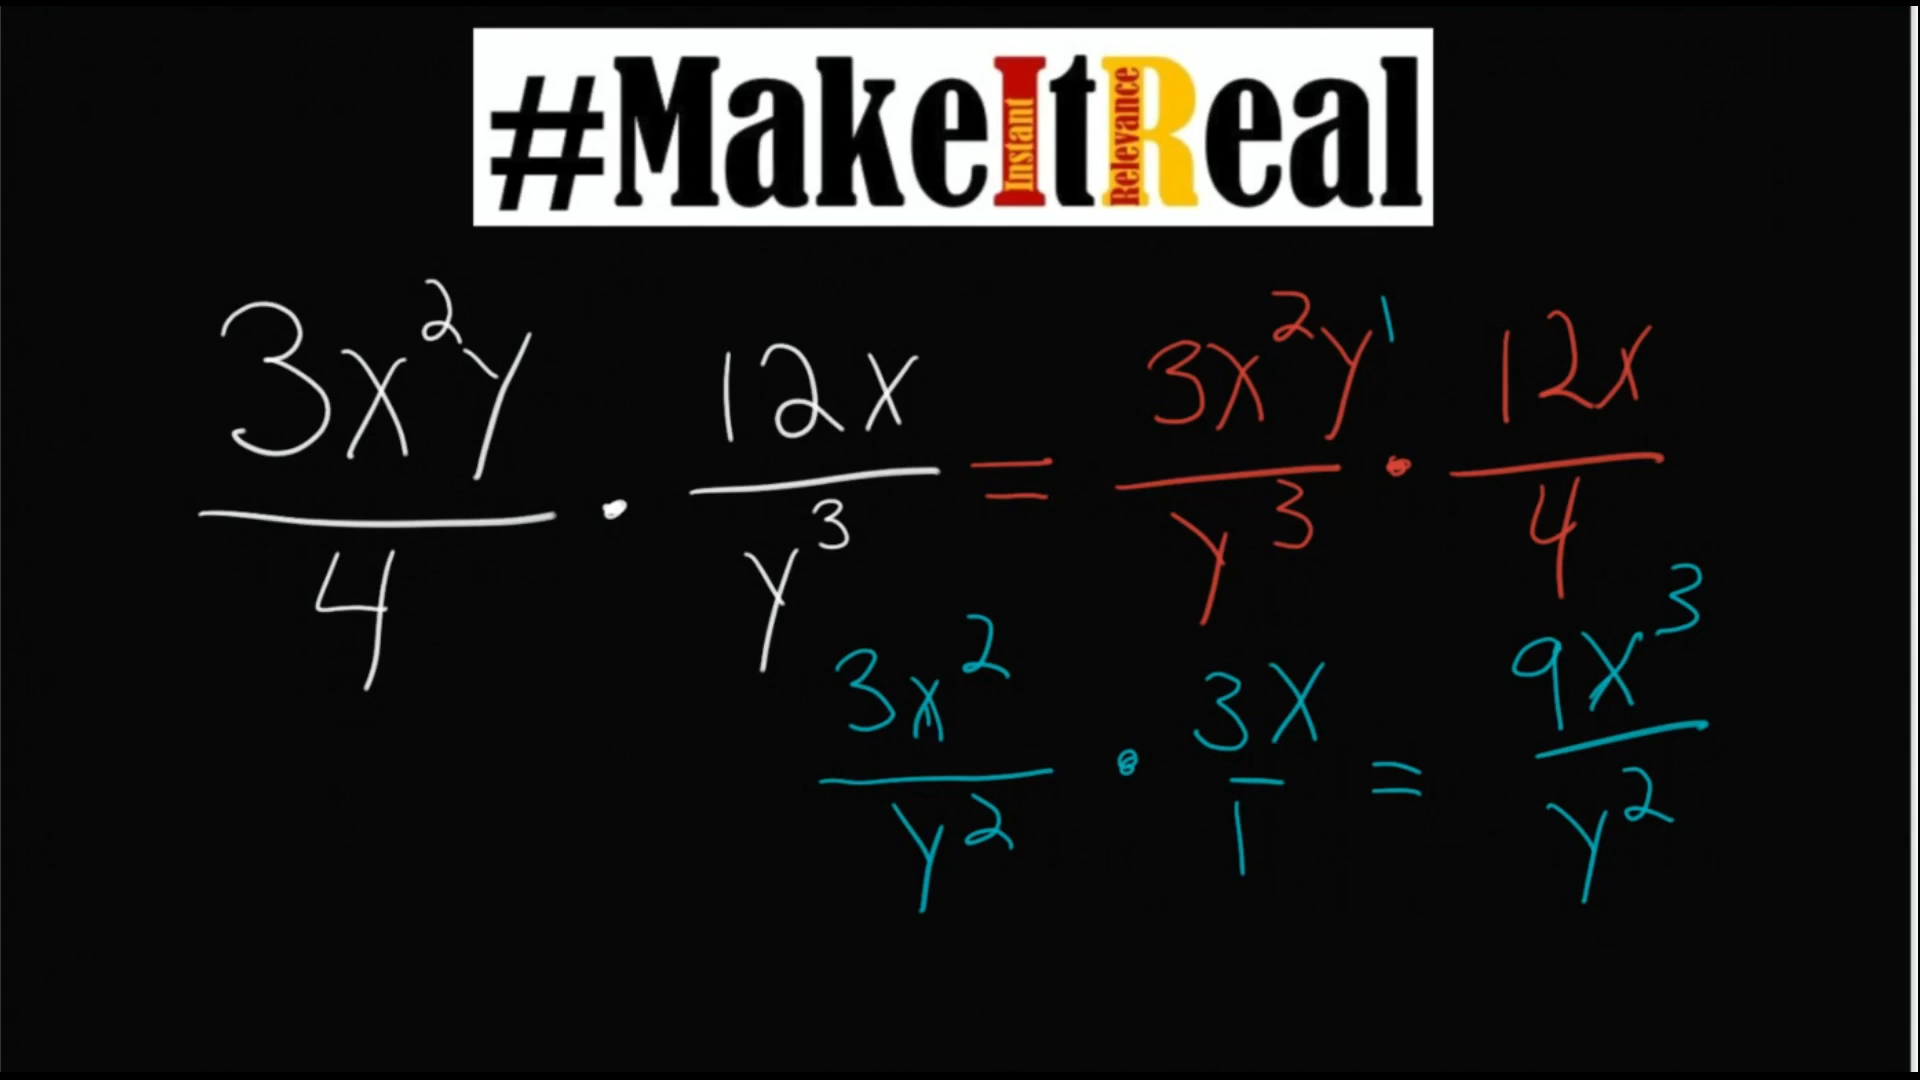 #MakeItReal
Instant
Relevance
3x²y/4 · 12x/y³ = 3x²y¹/y³ · 12x/4
3x²/y² · 3x/1 = 9x³/y²